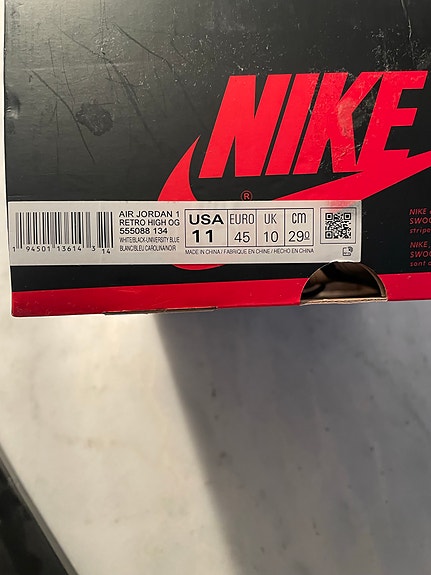 NIKE
®
AIR JORDAN 1
RETRO HIGH OG
555088 134
WHITE/BLACK-UNIVERSITY BLUE
BLANC/BLEU CAROLINA/NOIR
USA EURO UK cm
11 45 10 29
MADE IN CHINA / FABRIQUÉ EN CHINE / HECHO EN CHINA
1 94501 13614 3 14
NIKE
SWOO
stripe
NIKE
SWOO
sont d